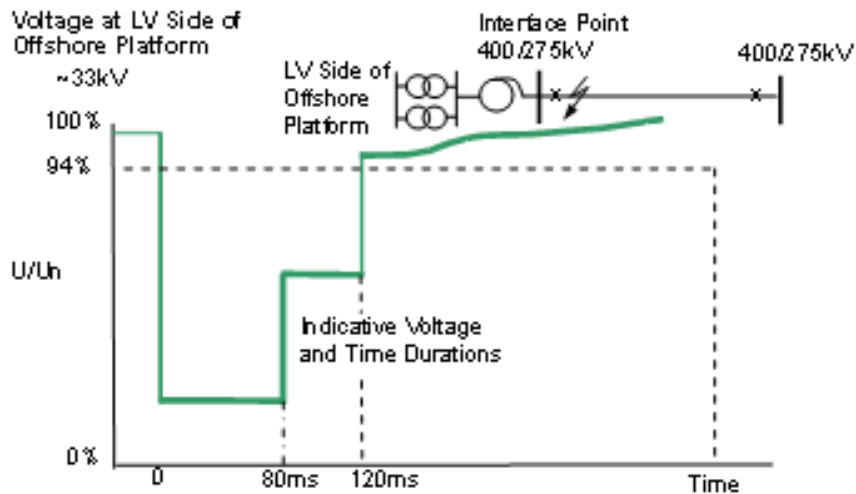 Voltage at LV Side of
Offshore Platform
~33kV
Interface Point
400/275kV
400/275kV
LV Side of
Offshore
Platform
100%
94%
U/Un
Indicative Voltage
and Time Durations
0%
0
80ms
120ms
Time